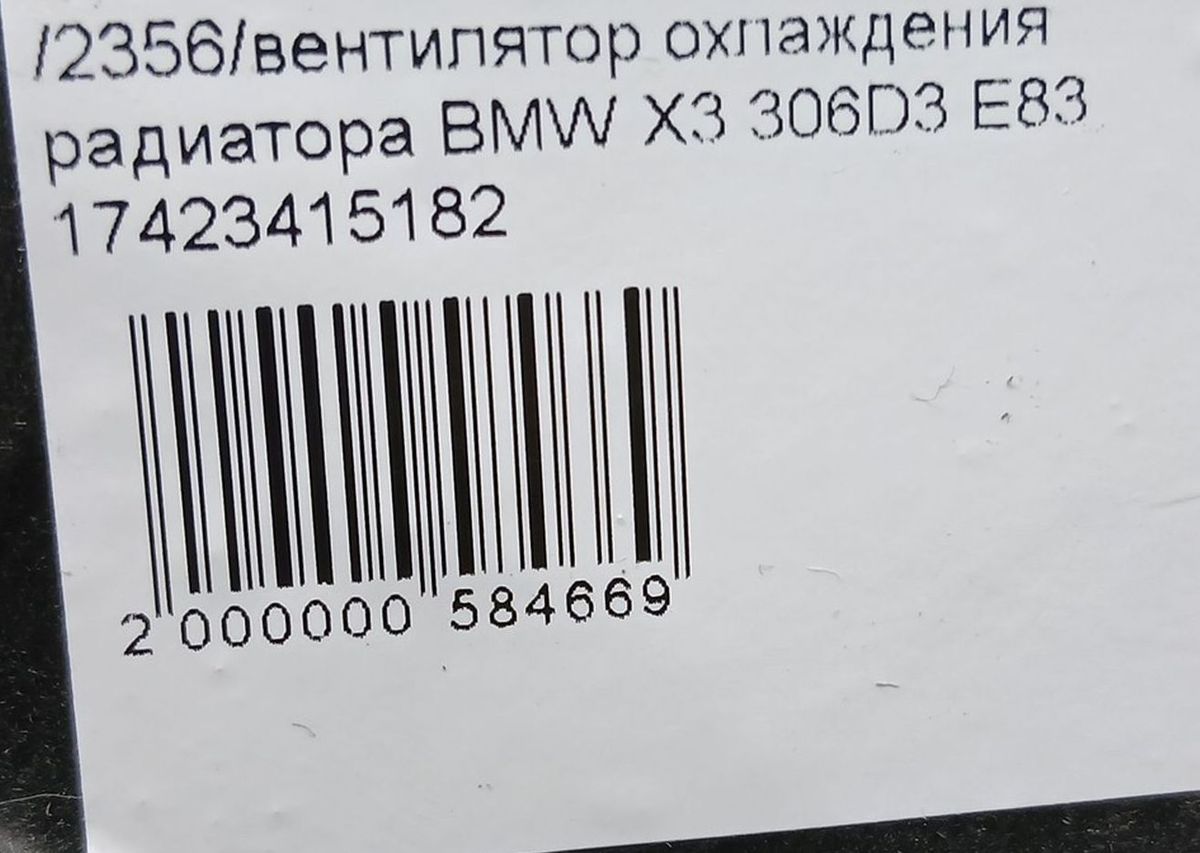 /2356/вентилятор охлаждения
радиатора BMW X3 306D3 E83
17423415182
2 000000 584669